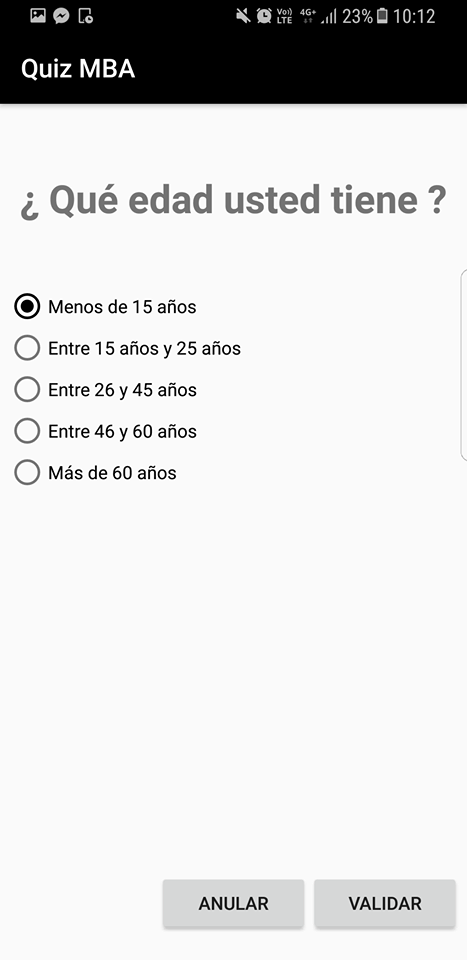 Vo)) LTE 4G+ 23% 10:12
Quiz MBA
¿ Qué edad usted tiene ?
Menos de 15 años
Entre 15 años y 25 años
Entre 26 y 45 años
Entre 46 y 60 años
Más de 60 años
ANULAR VALIDAR